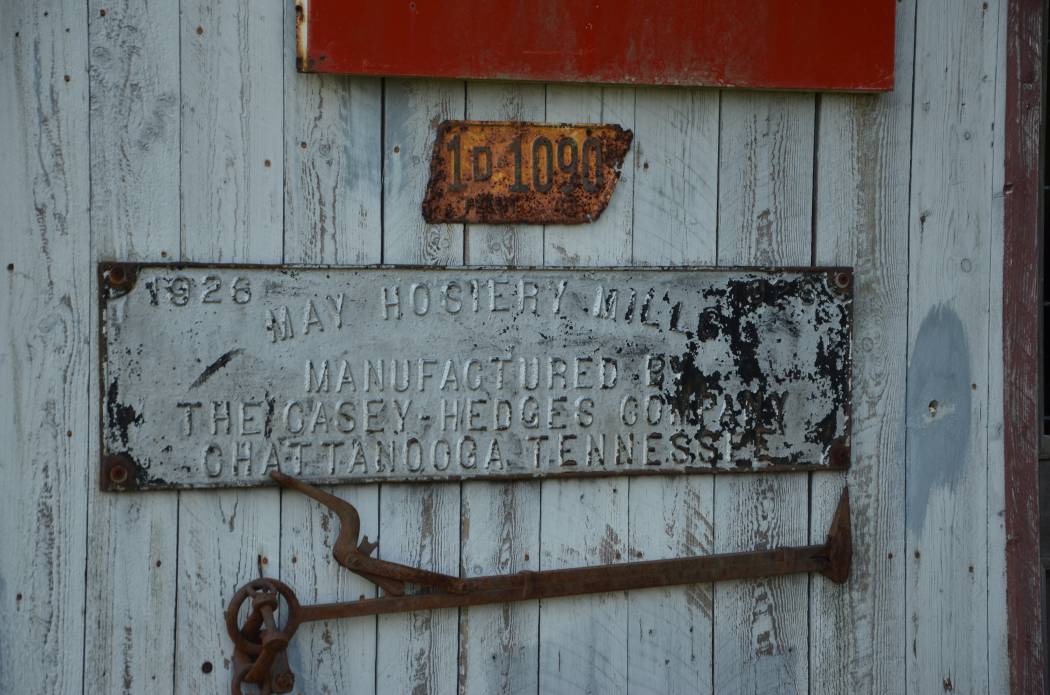 1D 1090
1928
MAY HOSIERY MILLS
MANUFACTURED BY
THE CASEY-HEDGES COMPANY
CHATTANOOGA TENNESSEE